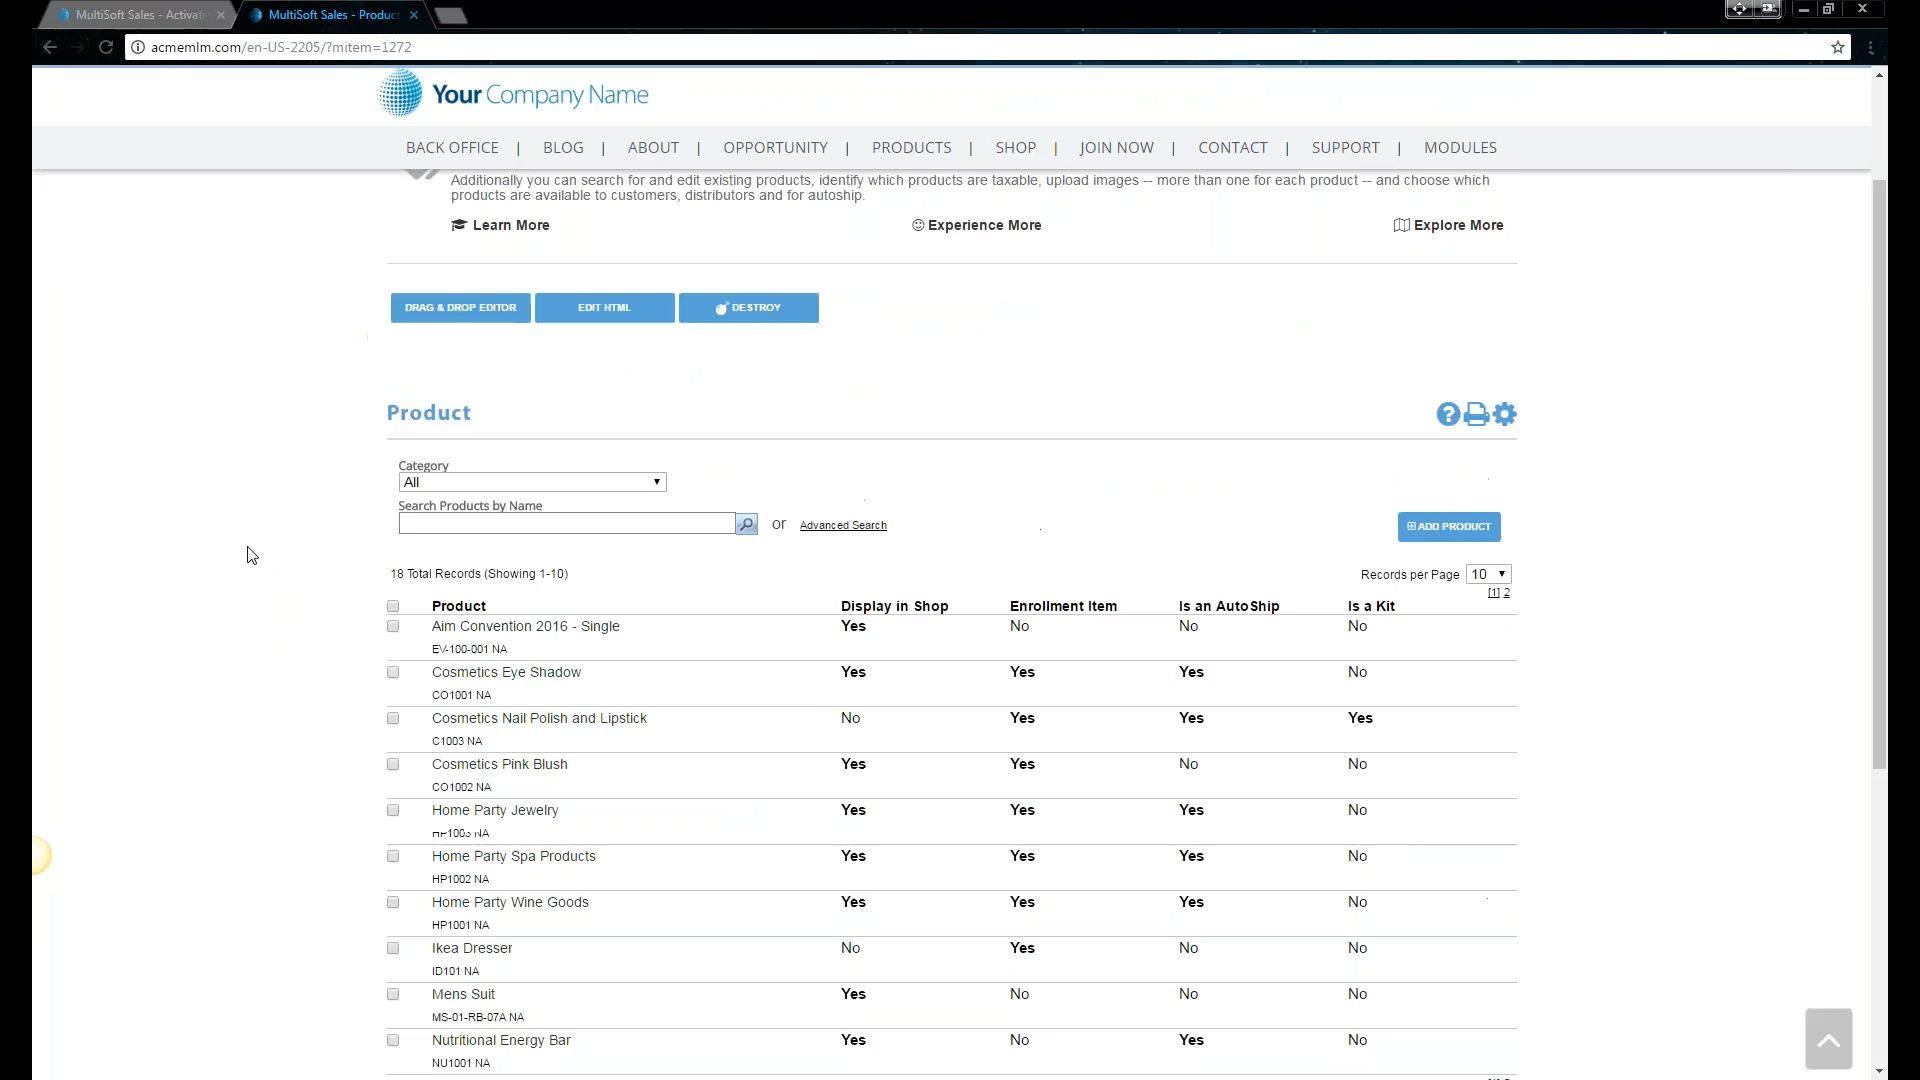 MultiSoft Sales - Activat
MultiSoft Sales - Produc
acmemlm.com/en-US-2205/?mitem=1272
Your Company Name
BACK OFFICE | BLOG | ABOUT | OPPORTUNITY | PRODUCTS | SHOP | JOIN NOW | CONTACT | SUPPORT | MODULES
Additionally you can search for and edit existing products, identify which products are taxable, upload images -- more than one for each product -- and choose which
products are available to customers, distributors and for autoship.
Learn More Experience More Explore More
DRAG & DROP EDITOR EDIT HTML DESTROY
Product
Category
All
Search Products by Name
or Advanced Search
ADD PRODUCT
18 Total Records (Showing 1-10)
Records per Page 10
[1] 2
Product Display in Shop Enrollment Item Is an AutoShip Is a Kit
Aim Convention 2016 - Single Yes No No No
EV-100-001 NA
Cosmetics Eye Shadow Yes Yes Yes No
CO1001 NA
Cosmetics Nail Polish and Lipstick No Yes Yes Yes
C1003 NA
Cosmetics Pink Blush Yes Yes No No
CO1002 NA
Home Party Jewelry Yes Yes Yes No
HP1003 NA
Home Party Spa Products Yes Yes Yes No
HP1002 NA
Home Party Wine Goods Yes Yes Yes No
HP1001 NA
Ikea Dresser No Yes No No
ID101 NA
Mens Suit Yes No No No
MS-01-RB-07A NA
Nutritional Energy Bar Yes No Yes No
NU1001 NA